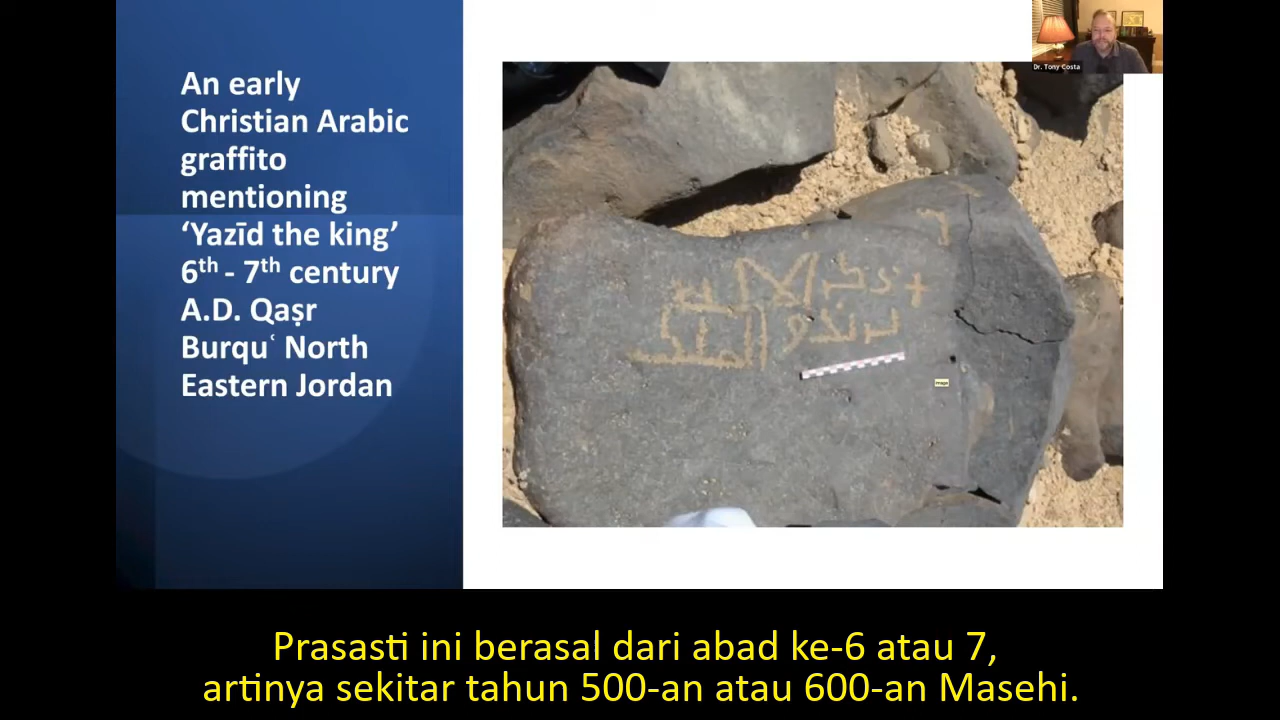 An early
Christian Arabic
graffito
mentioning
‘Yazīd the king’
6th - 7th century
A.D. Qaṣr
Burquʿ North
Eastern Jordan
Dr. Tony Costa
Prasasti ini berasal dari abad ke-6 atau 7,
artinya sekitar tahun 500-an atau 600-an Masehi.